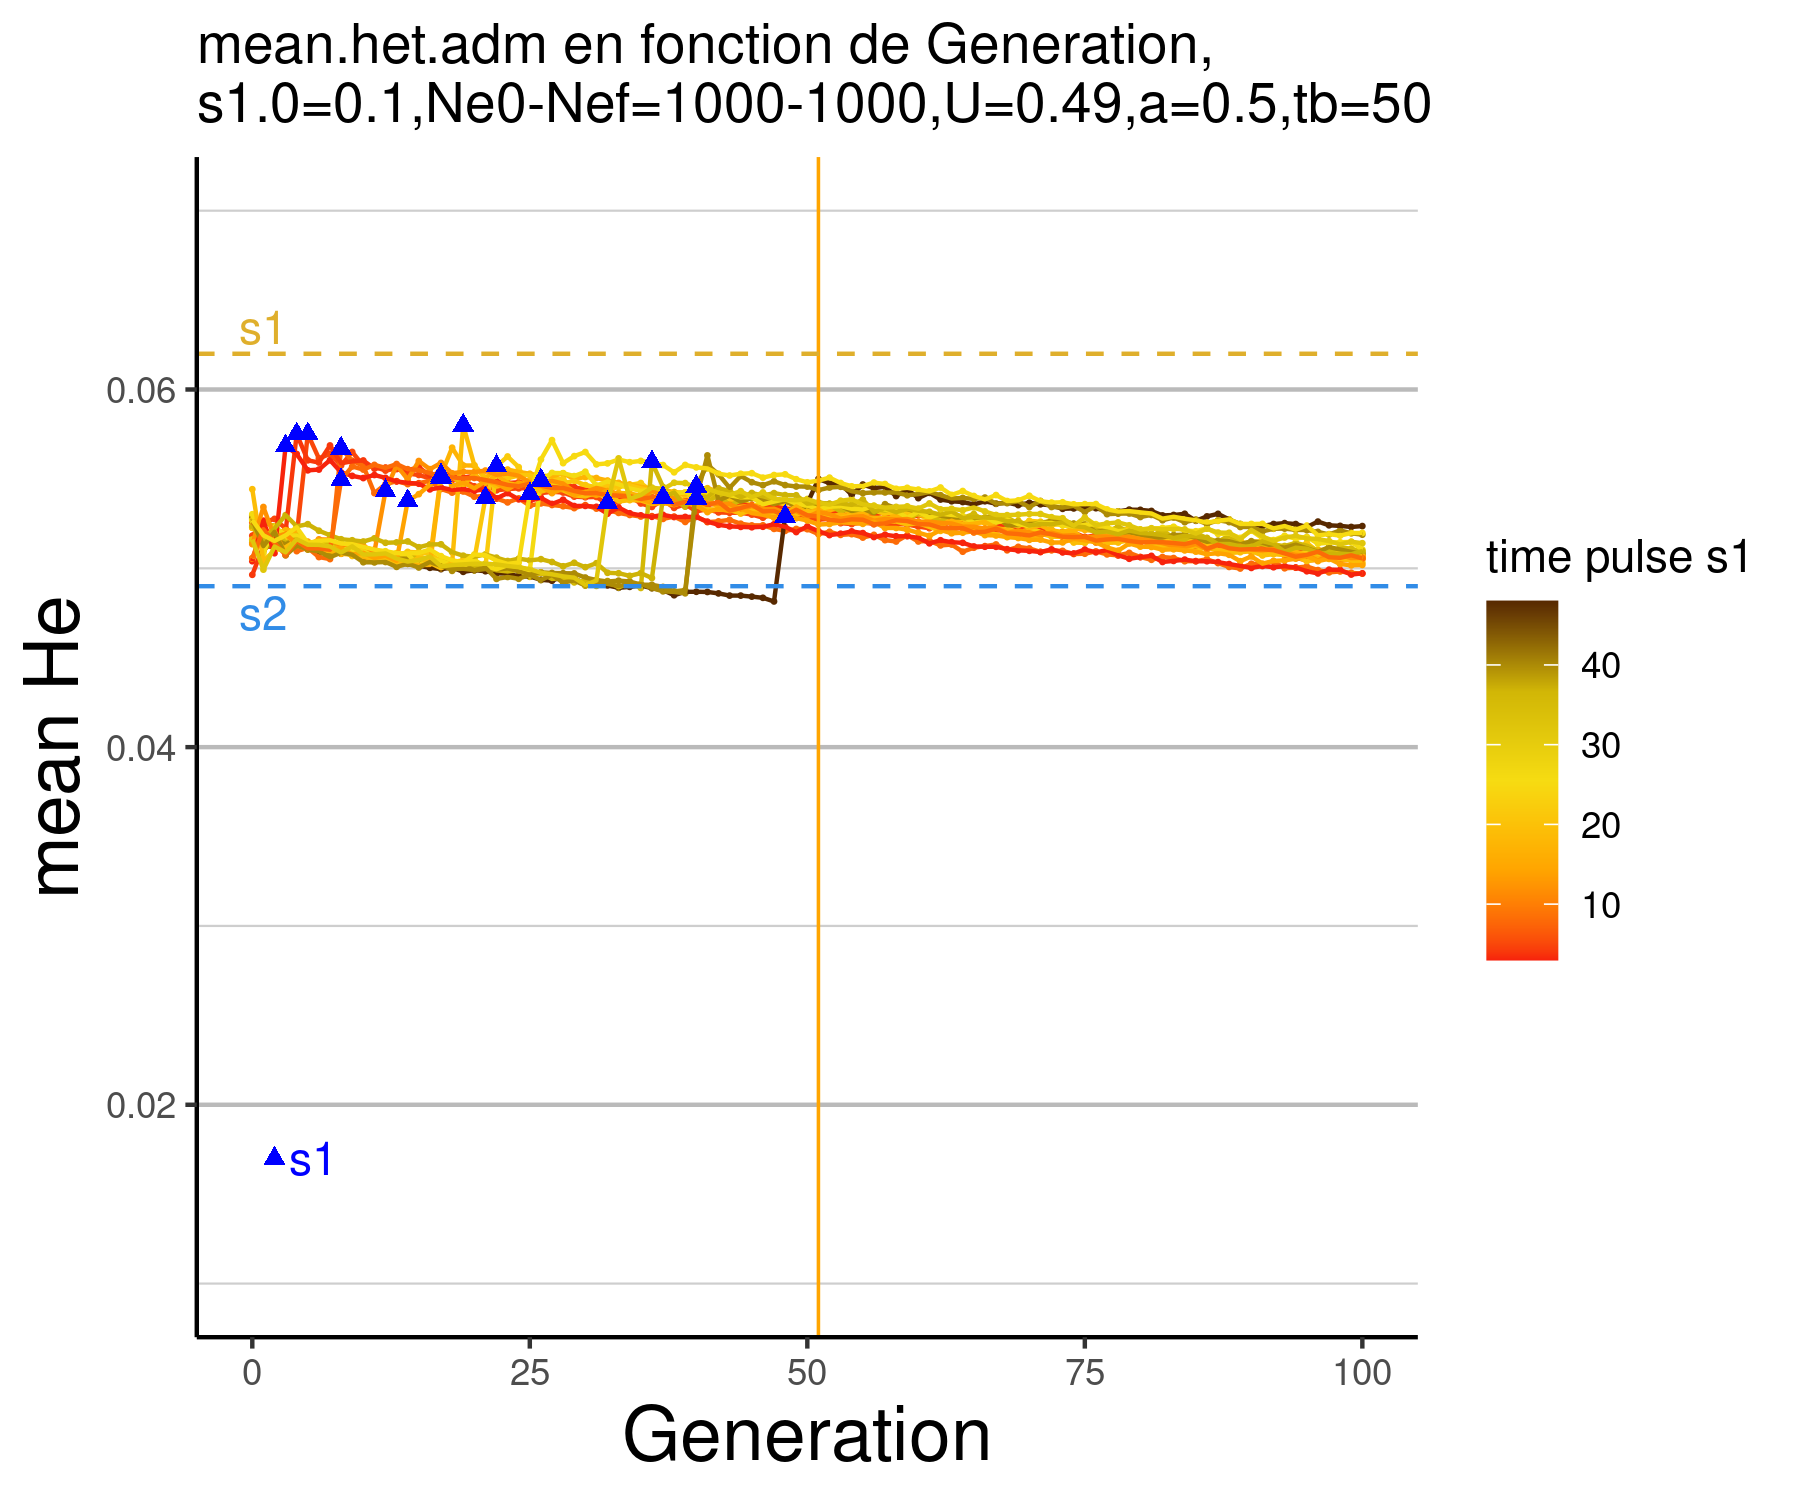 mean.het.adm en fonction de Generation,
s1.0=0.1,Ne0-Nef=1000-1000,U=0.49,a=0.5,tb=50
s1
0.06
s2
0.04
0.02
s1
mean He
0 25 50 75 100
Generation
time pulse s1
40
30
20
10